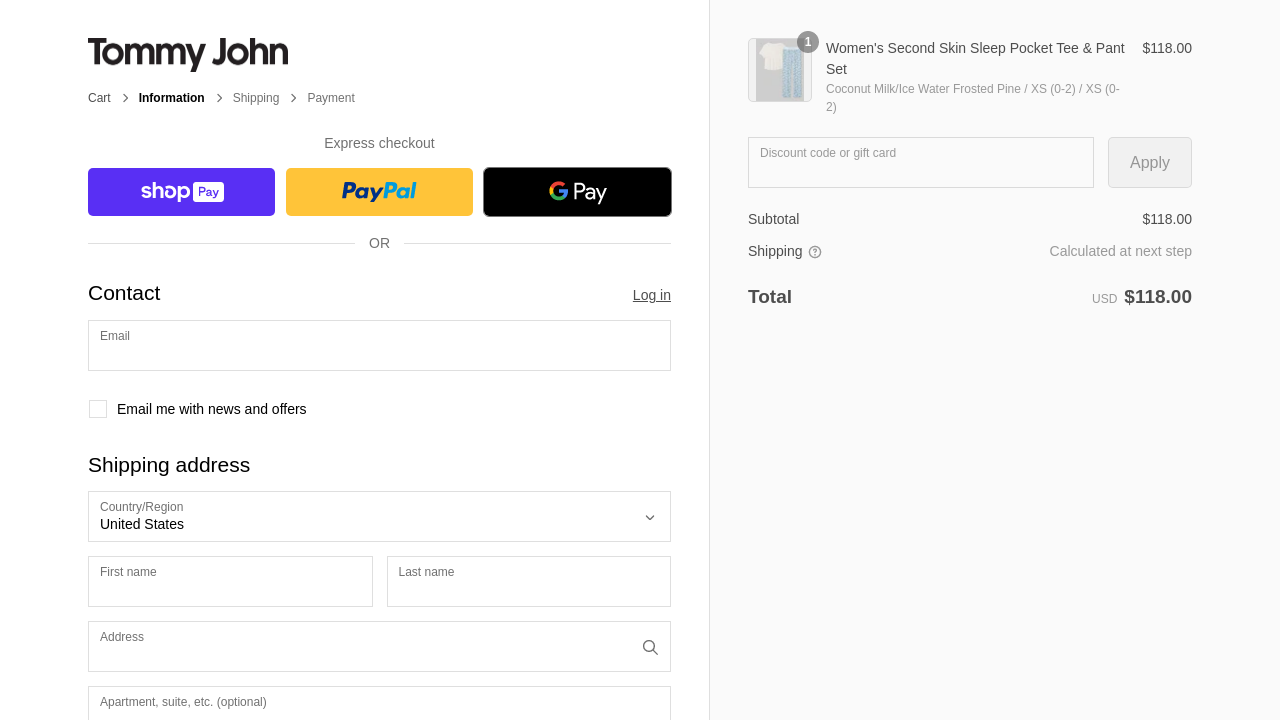 Tommy John
Cart > Information > Shipping > Payment
Express checkout
shop Pay
PayPal
G Pay
OR
Contact
Log in
Email
Email me with news and offers
Shipping address
Country/Region
United States
First name
Last name
Address
Apartment, suite, etc. (optional)
1
Women's Second Skin Sleep Pocket Tee & Pant
Set
$118.00
Coconut Milk/Ice Water Frosted Pine / XS (0-2) / XS (0-
2)
Discount code or gift card
Apply
Subtotal
$118.00
Shipping
Calculated at next step
Total
USD $118.00